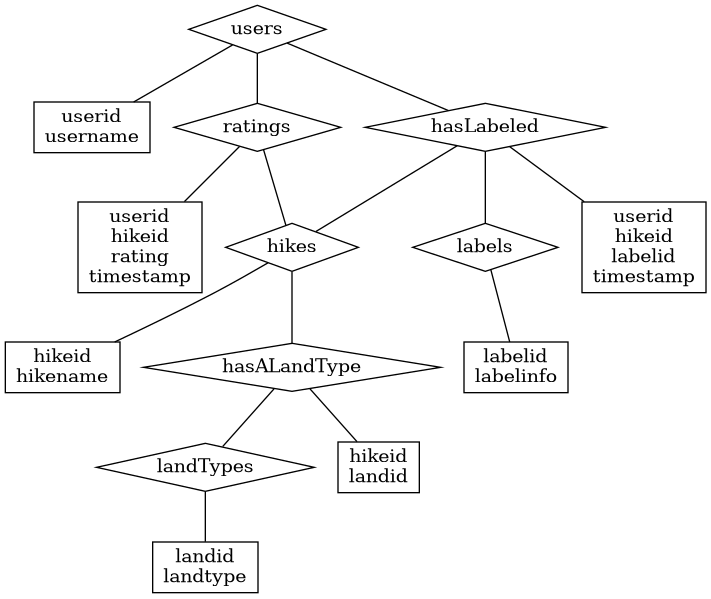 users
userid
username
ratings
hasLabeled
userid
hikeid
rating
timestamp
hikes
labels
userid
hikeid
labelid
timestamp
hikeid
hikename
hasALandType
labelid
labelinfo
landTypes
hikeid
landid
landid
landtype